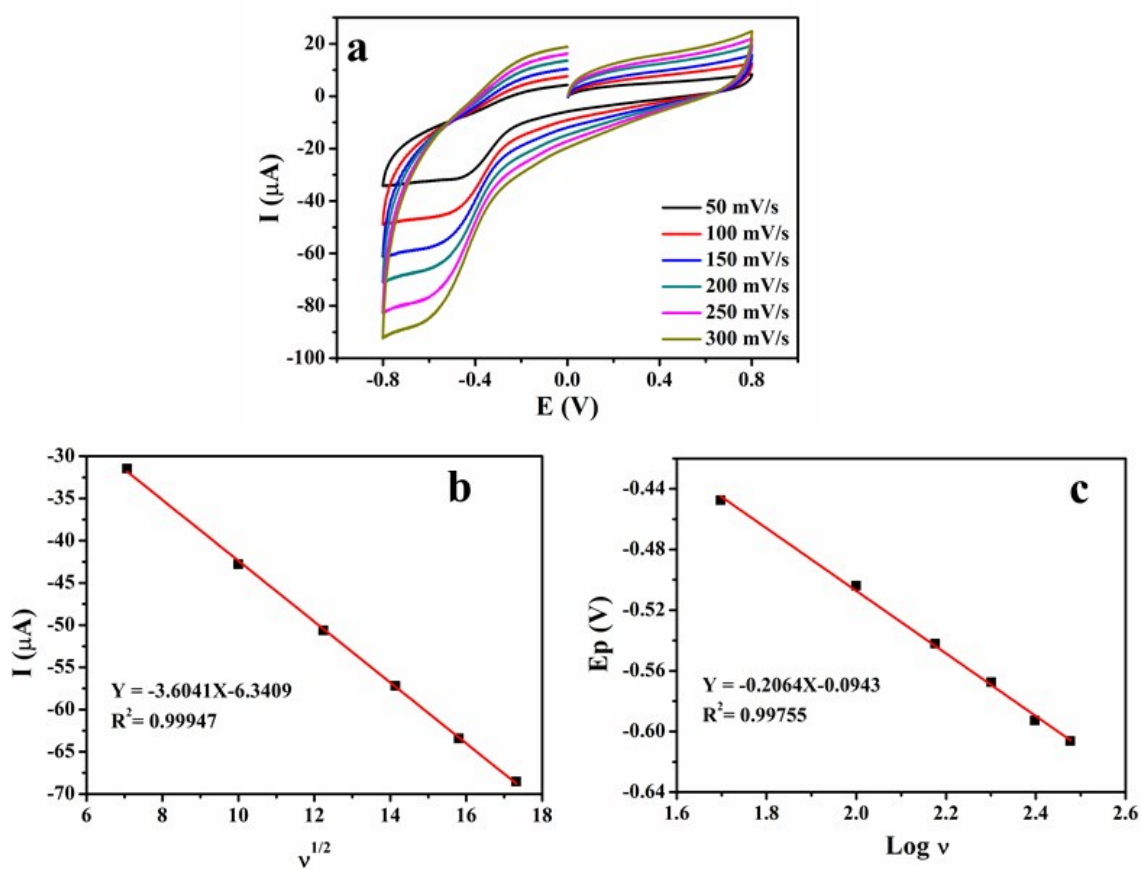 a
20
0
-20
-40
-60
-80
-100
I (μA)
50 mV/s
100 mV/s
150 mV/s
200 mV/s
250 mV/s
300 mV/s
-0.8 -0.4 0.0 0.4 0.8
E (V)
b
-30
-35
-40
-45
-50
-55
-60
-65
-70
I (μA)
Y = -3.6041X-6.3409
R²= 0.99947
6 8 10 12 14 16 18
ν^1/2
c
-0.44
-0.48
-0.52
-0.56
-0.60
-0.64
Ep (V)
Y = -0.2064X-0.0943
R²= 0.99755
1.6 1.8 2.0 2.2 2.4 2.6
Log ν